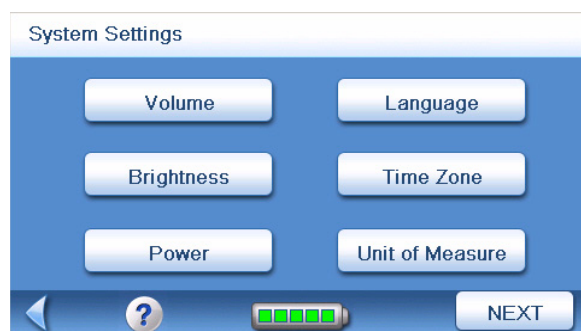 System Settings
Volume
Language
Brightness
Time Zone
Power
Unit of Measure
?
NEXT